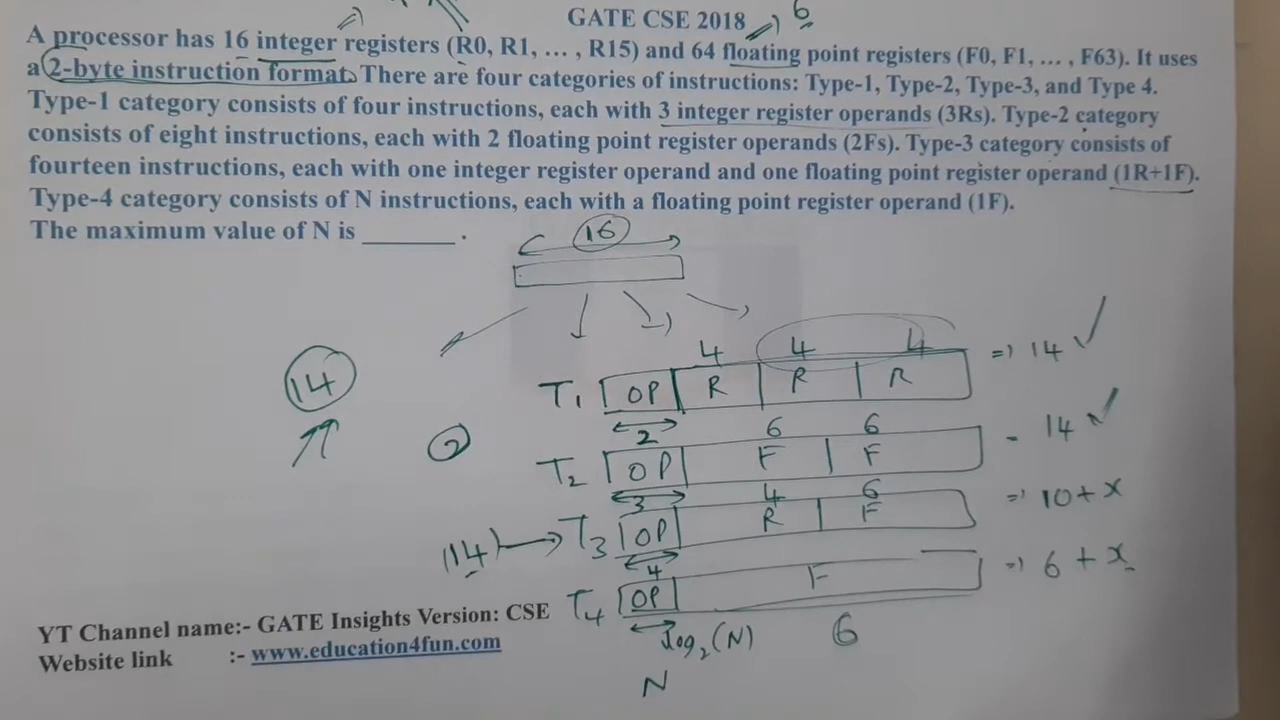 GATE CSE 2018
6
A processor has 16 integer registers (R0, R1, ... , R15) and 64 floating point registers (F0, F1, ... , F63). It uses
a 2-byte instruction format. There are four categories of instructions: Type-1, Type-2, Type-3, and Type 4.
Type-1 category consists of four instructions, each with 3 integer register operands (3Rs). Type-2 category
consists of eight instructions, each with 2 floating point register operands (2Fs). Type-3 category consists of
fourteen instructions, each with one integer register operand and one floating point register operand (1R+1F).
Type-4 category consists of N instructions, each with a floating point register operand (1F).
The maximum value of N is _______ .
16
4 4 4
T1 OP R R R => 14
14
2 6 6
2
T2 OP F F - 14
3 4 6
14 T3 OP R F => 10+x
4
T4 OP F => 6 + x
log2(N) 6
N
YT Channel name:- GATE Insights Version: CSE
Website link :- www.education4fun.com